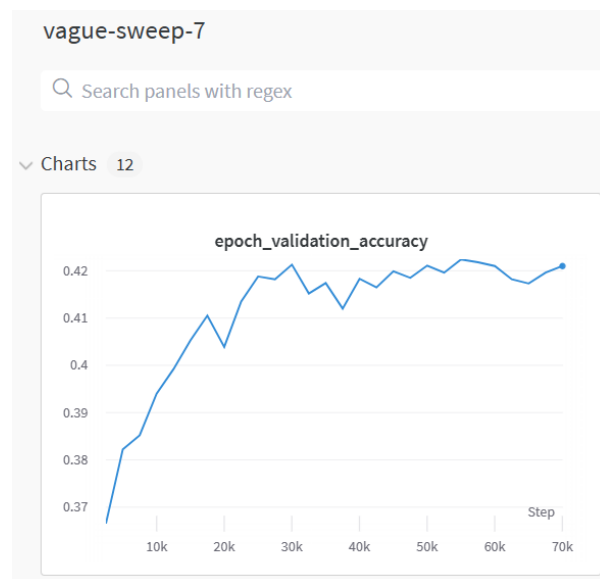 vague-sweep-7
Search panels with regex
Charts 12
epoch_validation_accuracy
0.42
0.41
0.4
0.39
0.38
0.37
Step
10k 20k 30k 40k 50k 60k 70k